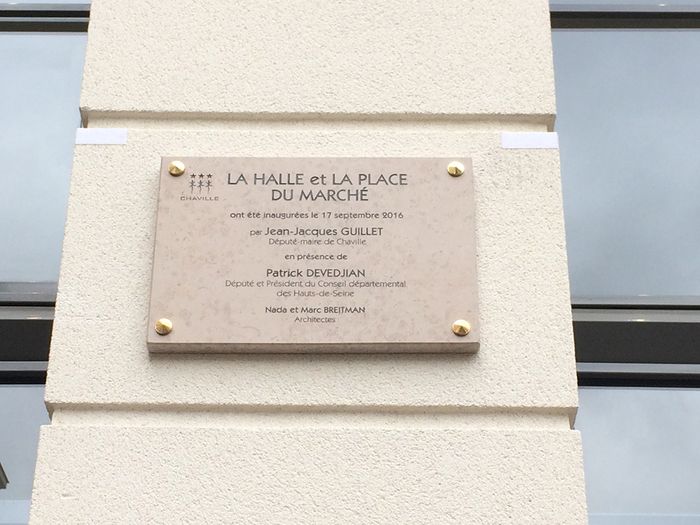 CHAVILLE
LA HALLE et LA PLACE
DU MARCHÉ
ont été inaugurées le 17 septembre 2016
par Jean-Jacques GUILLET
Député-maire de Chaville
en présence de
Patrick DEVEDJIAN
Député et Président du Conseil départemental
des Hauts-de-Seine
Nada et Marc BREITMAN
Architectes